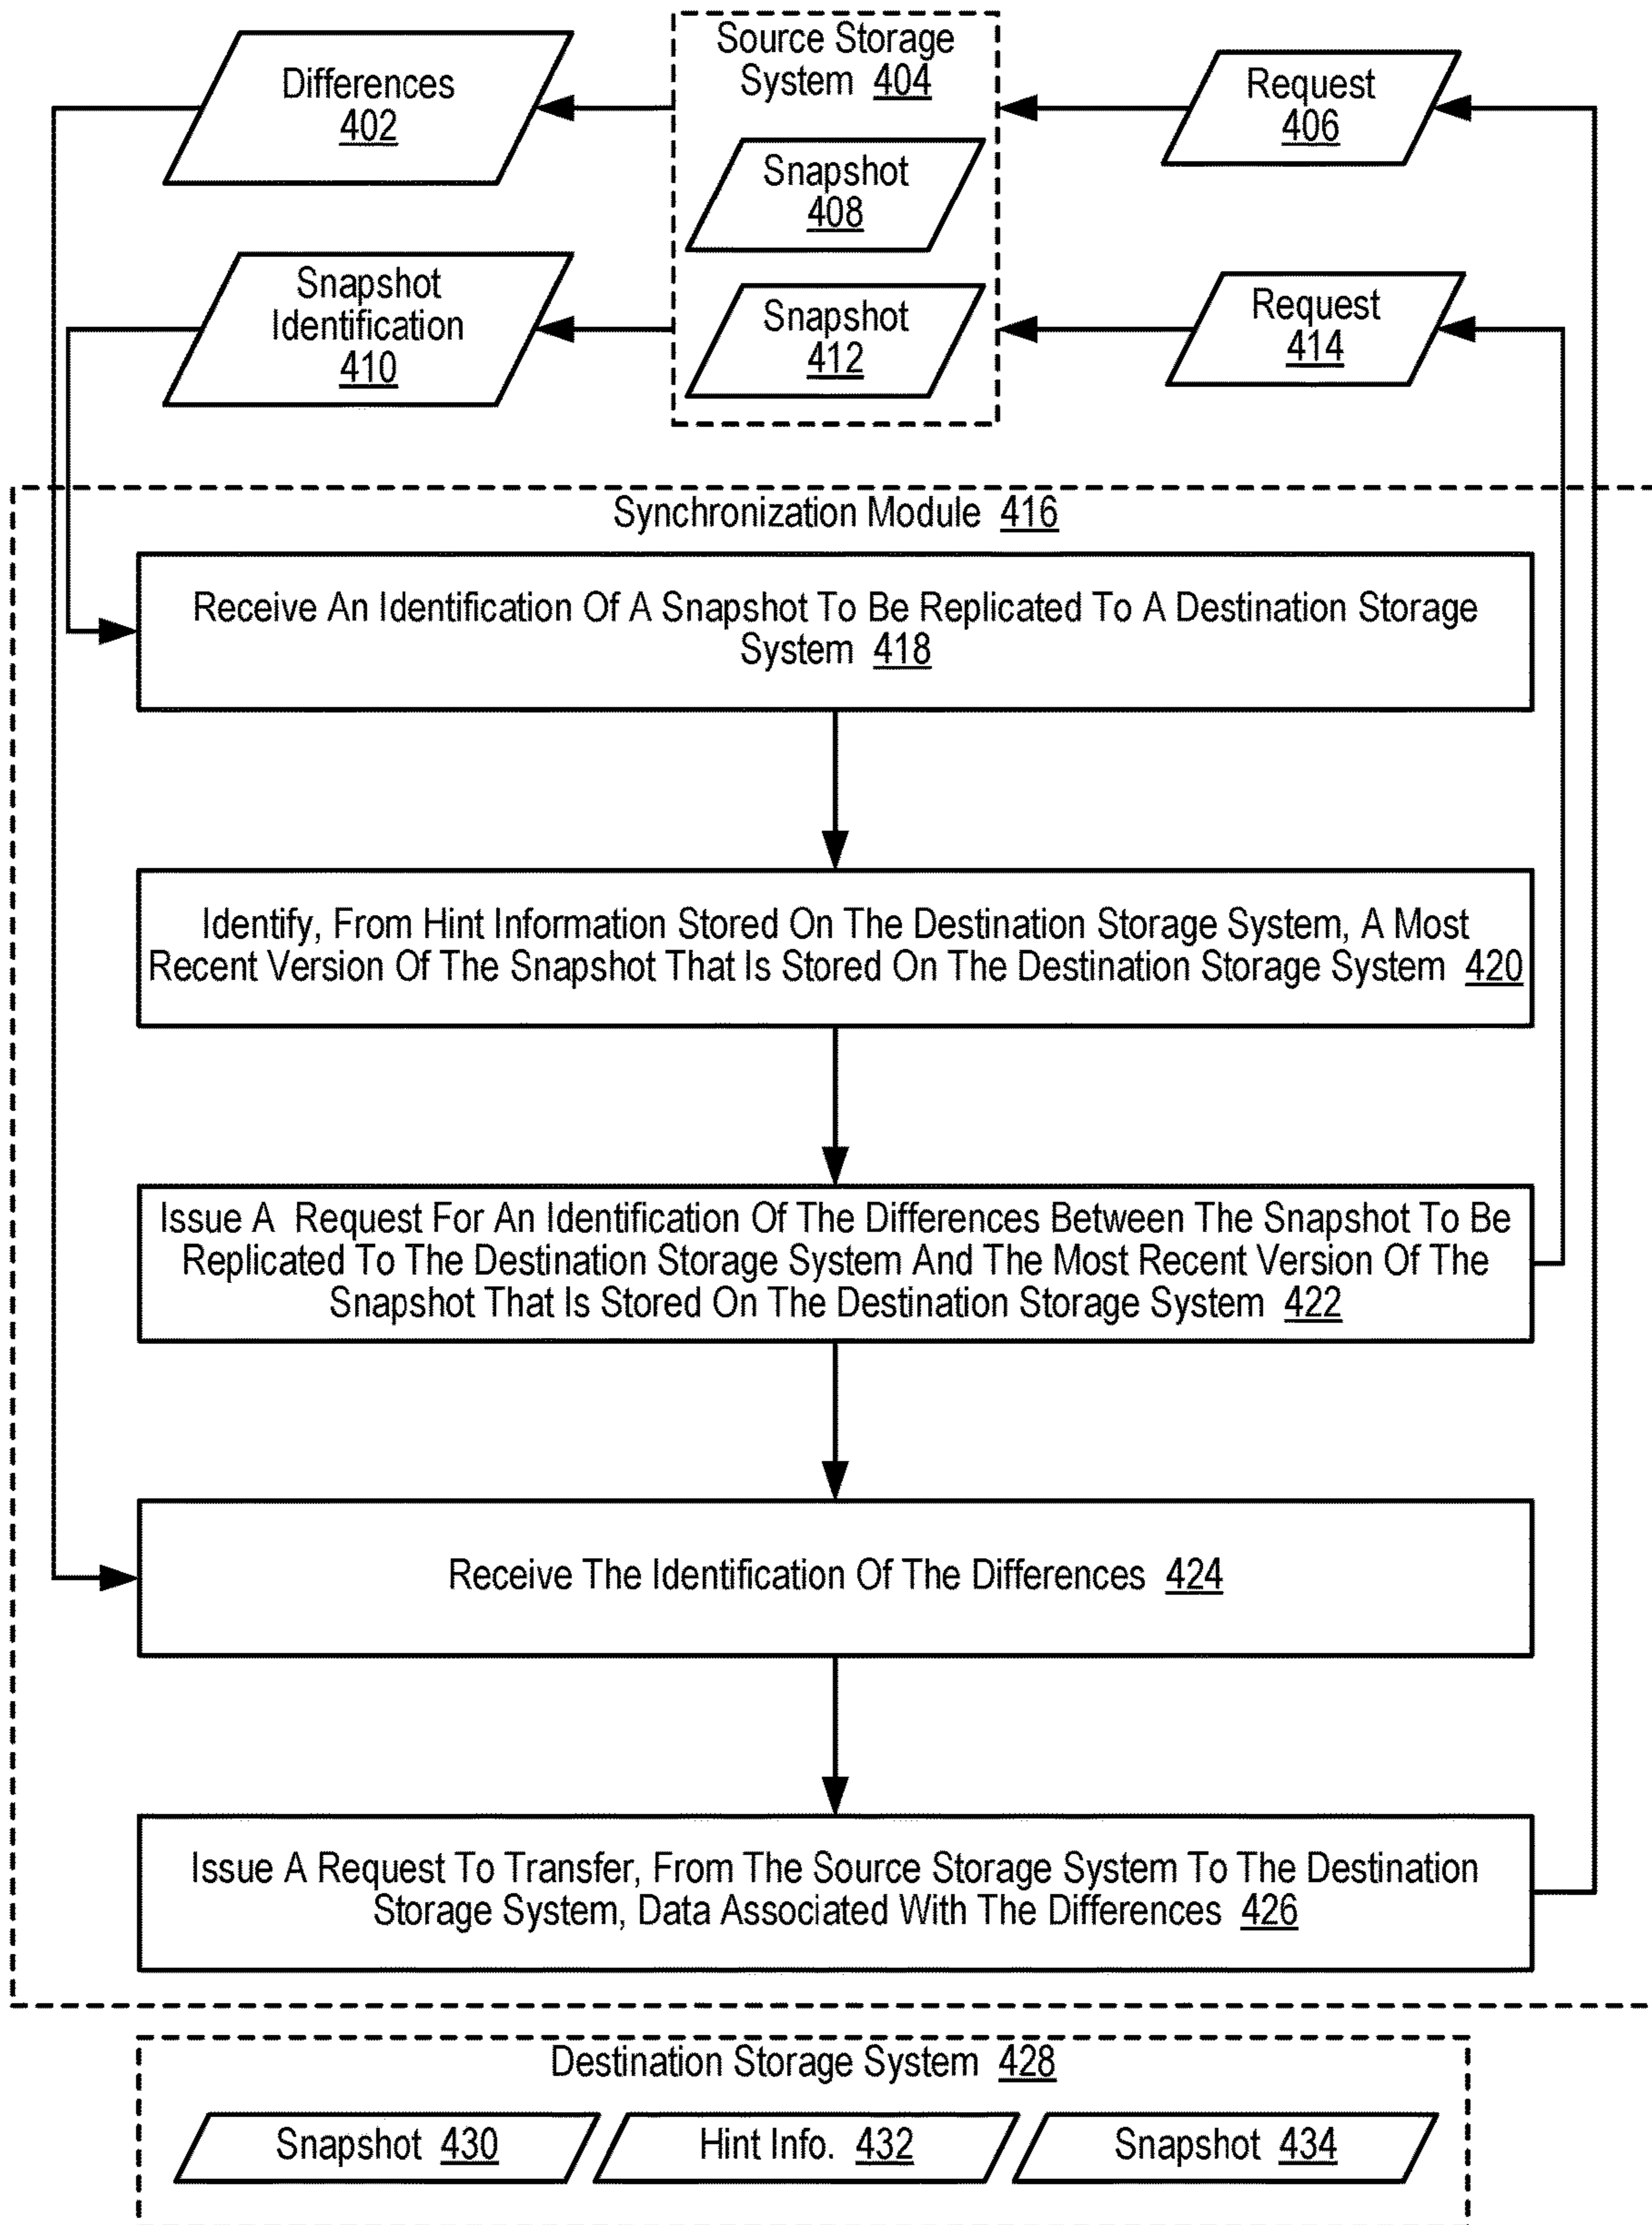 Differences
402
Source Storage
System 404
Request
406
Snapshot
408
Snapshot
Identification
410
Snapshot
412
Request
414
Synchronization Module 416
Receive An Identification Of A Snapshot To Be Replicated To A Destination Storage
System 418
Identify, From Hint Information Stored On The Destination Storage System, A Most
Recent Version Of The Snapshot That Is Stored On The Destination Storage System 420
Issue A Request For An Identification Of The Differences Between The Snapshot To Be
Replicated To The Destination Storage System And The Most Recent Version Of The
Snapshot That Is Stored On The Destination Storage System 422
Receive The Identification Of The Differences 424
Issue A Request To Transfer, From The Source Storage System To The Destination
Storage System, Data Associated With The Differences 426
Destination Storage System 428
Snapshot 430
Hint Info. 432
Snapshot 434